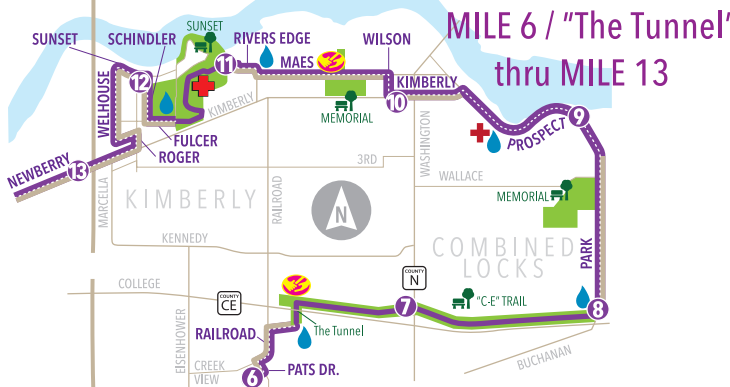 MILE 6 / "The Tunnel"
thru MILE 13
SUNSET
SUNSET
SCHINDLER
RIVERS EDGE
MAES
WILSON
11
12
KIMBERLY
10
WELHOUSE
KIMBERLY
MEMORIAL
9
PROSPECT
FULCER
ROGER
WASHINGTON
3RD
NEWBERRY
13
MARCELLA
KIMBERLY
RAILROAD
N
WALLACE
MEMORIAL
KENNEDY
COMBINED
LOCKS
PARK
COLLEGE
COUNTY
CE
COUNTY
N
7
"C-E" TRAIL
8
EISENHOWER
RAILROAD
The Tunnel
BUCHANAN
CREEK
VIEW
6
PATS DR.